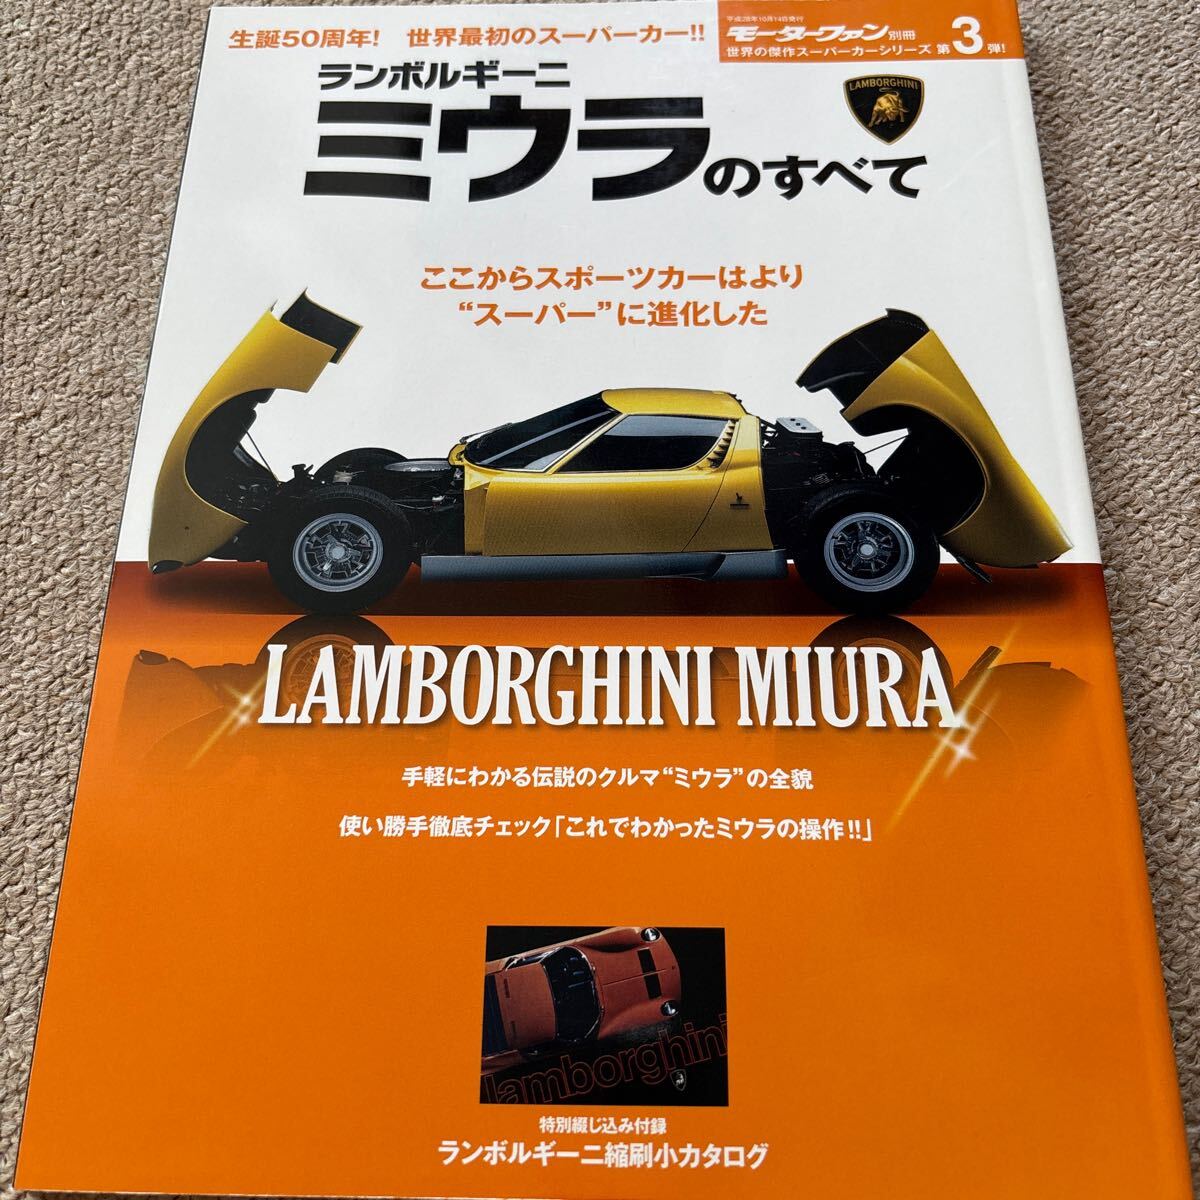 平成28年10月14日発行
モーターファン別冊
世界の傑作スーパーカーシリーズ 第3弾!
生誕50周年! 世界最初のスーパーカー!!
ランボルギーニ
ミウラのすべて
LAMBORGHINI
ここからスポーツカーはより
“スーパー”に進化した
LAMBORGHINI MIURA
手軽にわかる伝説のクルマ“ミウラ”の全貌
使い勝手徹底チェック「これでわかったミウラの操作!!」
lamborghini
特別綴じ込み付録
ランボルギーニ縮刷小カタログ